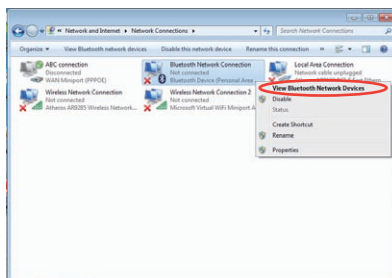 « Network and Internet ▸ Network Connections ▸
Search Network Connections
Organize ▾ View Bluetooth network devices Disable this network device Rename this connection »
ABC connection
Disconnected
WAN Miniport (PPPOE)
Bluetooth Network Connection
Not connected
Bluetooth Device (Personal Area
Local Area Connection
Network cable unplugged
Wireless Network Connection
Not connected
Atheros AR9285 Wireless Network...
Wireless Network Connection 2
Not connected
Microsoft Virtual WiFi Miniport A
View Bluetooth Network Devices
Disable
Status
Create Shortcut
Rename
Properties